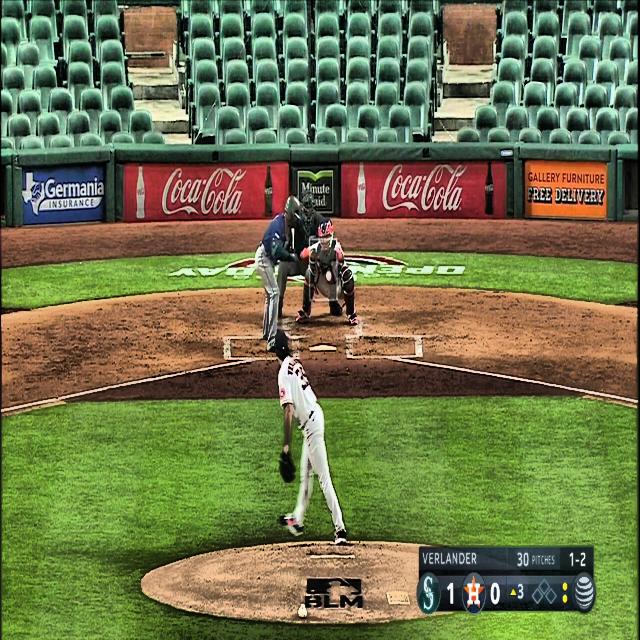 Germania
INSURANCE
Coca-Cola
Minute
Maid
Coca-Cola
GALLERY FURNITURE
FREE DELIVERY
OPENING DAY
BLM
VERLANDER 30 PITCHES 1-2
S 1 H 0 ▲3